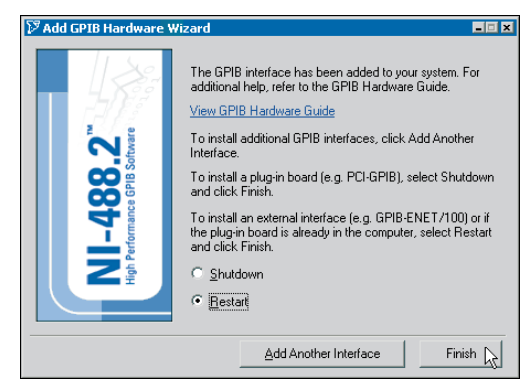 Add GPIB Hardware Wizard
NI-488.2™
High Performance GPIB Software
The GPIB interface has been added to your system. For
additional help, refer to the GPIB Hardware Guide.
View GPIB Hardware Guide
To install additional GPIB interfaces, click Add Another
Interface.
To install a plug-in board (e.g. PCI-GPIB), select Shutdown
and click Finish.
To install an external interface (e.g. GPIB-ENET/100) or if
the plug-in board is already in the computer, select Restart
and click Finish.
Shutdown
Restart
Add Another Interface
Finish